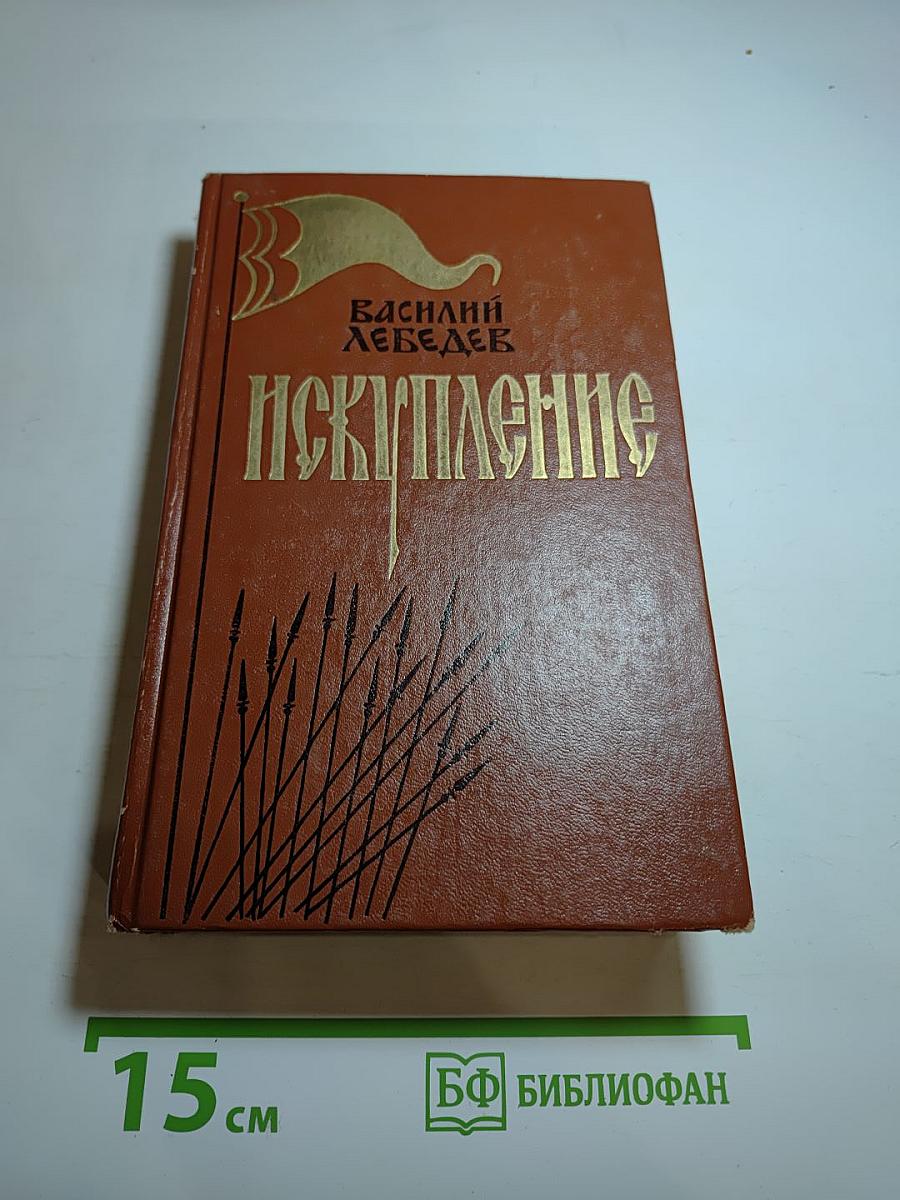 ВАСИЛИЙ
ЛЕБЕДЕВ
ИСКУПЛЕНИЕ
15 см
БФ БИБЛИОФАН